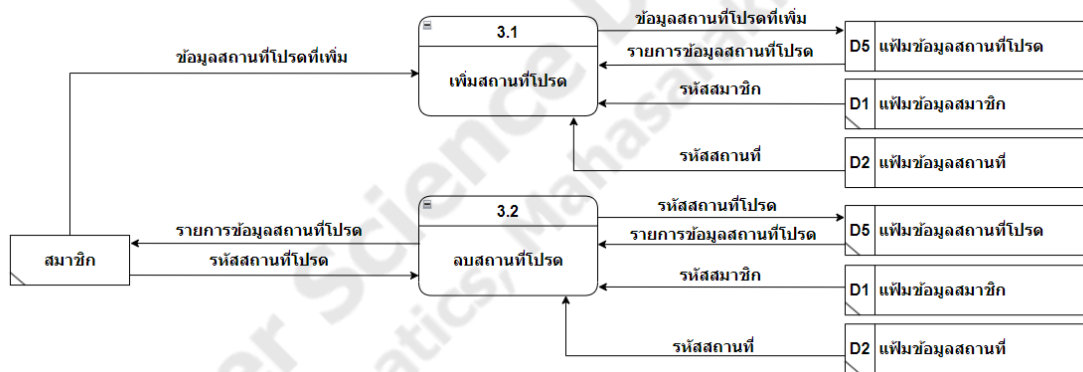 ข้อมูลสถานที่โปรดที่เพิ่ม
3.1
เพิ่มสถานที่โปรด
ข้อมูลสถานที่โปรดที่เพิ่ม
รายการข้อมูลสถานที่โปรด
D5 แฟ้มข้อมูลสถานที่โปรด
รหัสสมาชิก
D1 แฟ้มข้อมูลสมาชิก
รหัสสถานที่
D2 แฟ้มข้อมูลสถานที่
สมาชิก
รายการข้อมูลสถานที่โปรด
รหัสสถานที่โปรด
3.2
ลบสถานที่โปรด
รหัสสถานที่โปรด
รายการข้อมูลสถานที่โปรด
D5 แฟ้มข้อมูลสถานที่โปรด
รหัสสมาชิก
D1 แฟ้มข้อมูลสมาชิก
รหัสสถานที่
D2 แฟ้มข้อมูลสถานที่